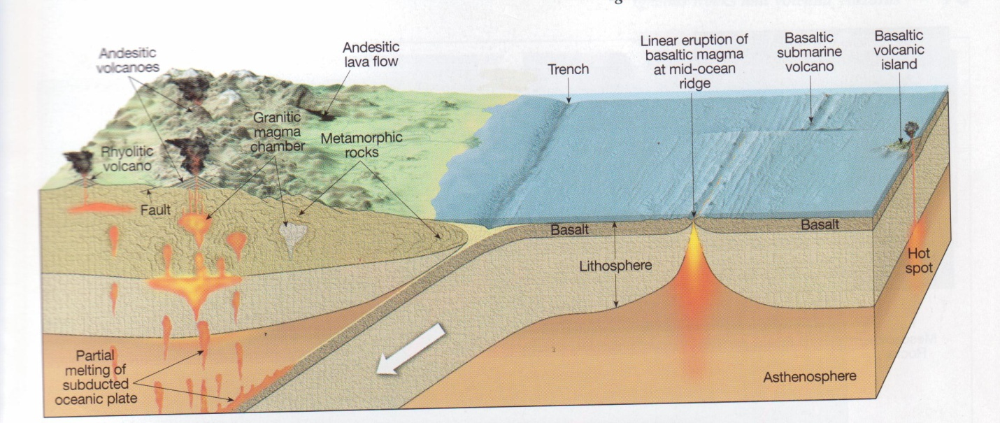 Andesitic
volcanoes
Andesitic
lava flow
Trench
Linear eruption of
basaltic magma
at mid-ocean
ridge
Basaltic
submarine
volcano
Basaltic
volcanic
island
Rhyolitic
volcano
Granitic
magma
chamber
Metamorphic
rocks
Fault
Basalt
Basalt
Lithosphere
Hot
spot
Partial
melting of
subducted
oceanic plate
Asthenosphere